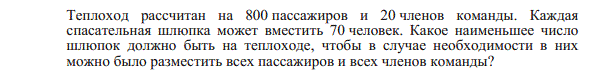 Теплоход рассчитан на 800 пассажиров и 20 членов команды. Каждая
спасательная шлюпка может вместить 70 человек. Какое наименьшее число
шлюпок должно быть на теплоходе, чтобы в случае необходимости в них
можно было разместить всех пассажиров и всех членов команды?